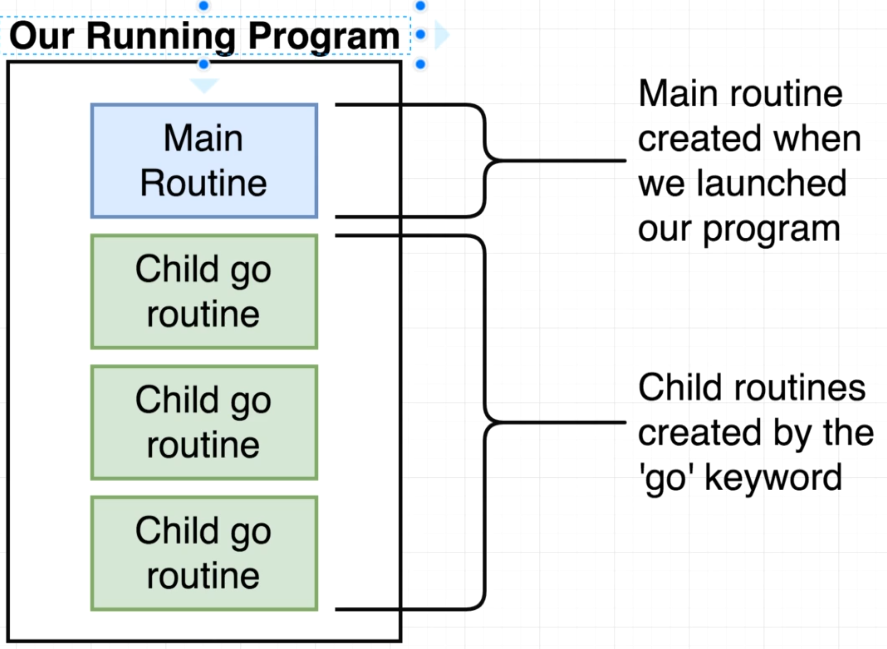 Our Running Program
Main
Routine
Child go
routine
Child go
routine
Child go
routine
Main routine
created when
we launched
our program
Child routines
created by the
'go' keyword